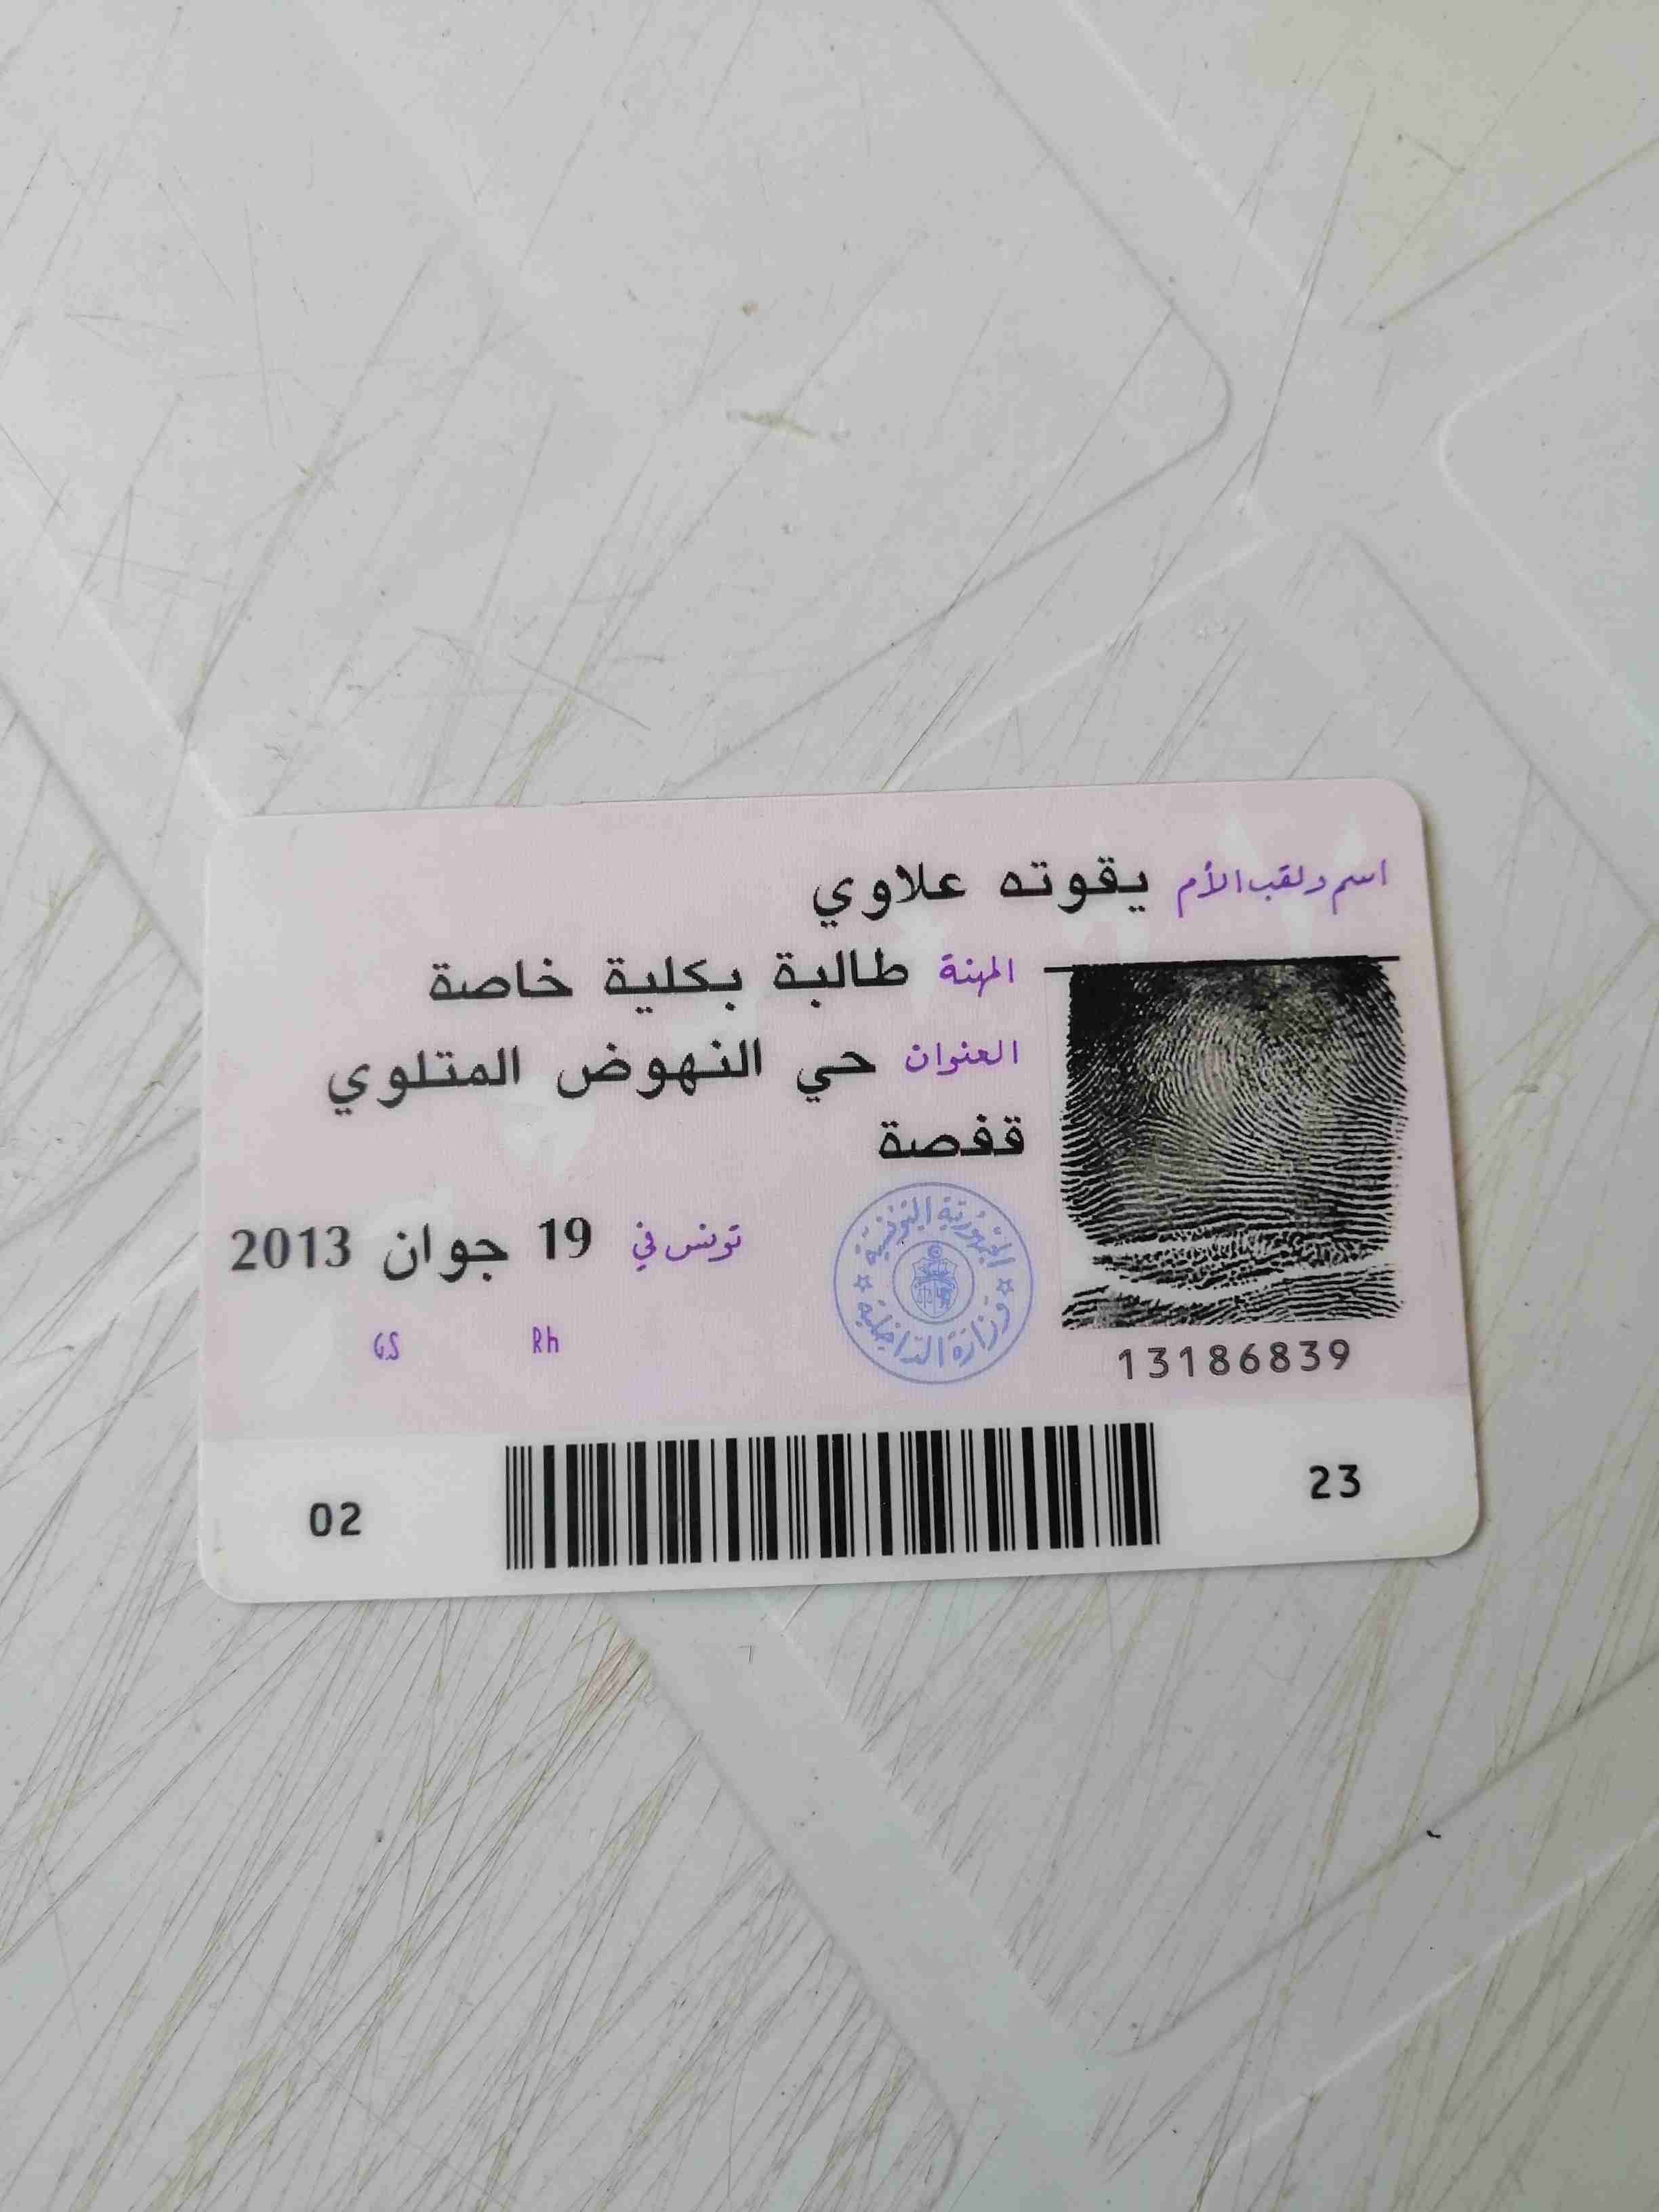 اسم ولقب الأم يقوته علاوي
المهنة طالبة بكلية خاصة
العنوان حي النهوض المتلوي
قفصة
تونس في 19 جوان 2013
الجمهورية التونسية
وزارة الداخلية
GS Rh
13186839
02 23